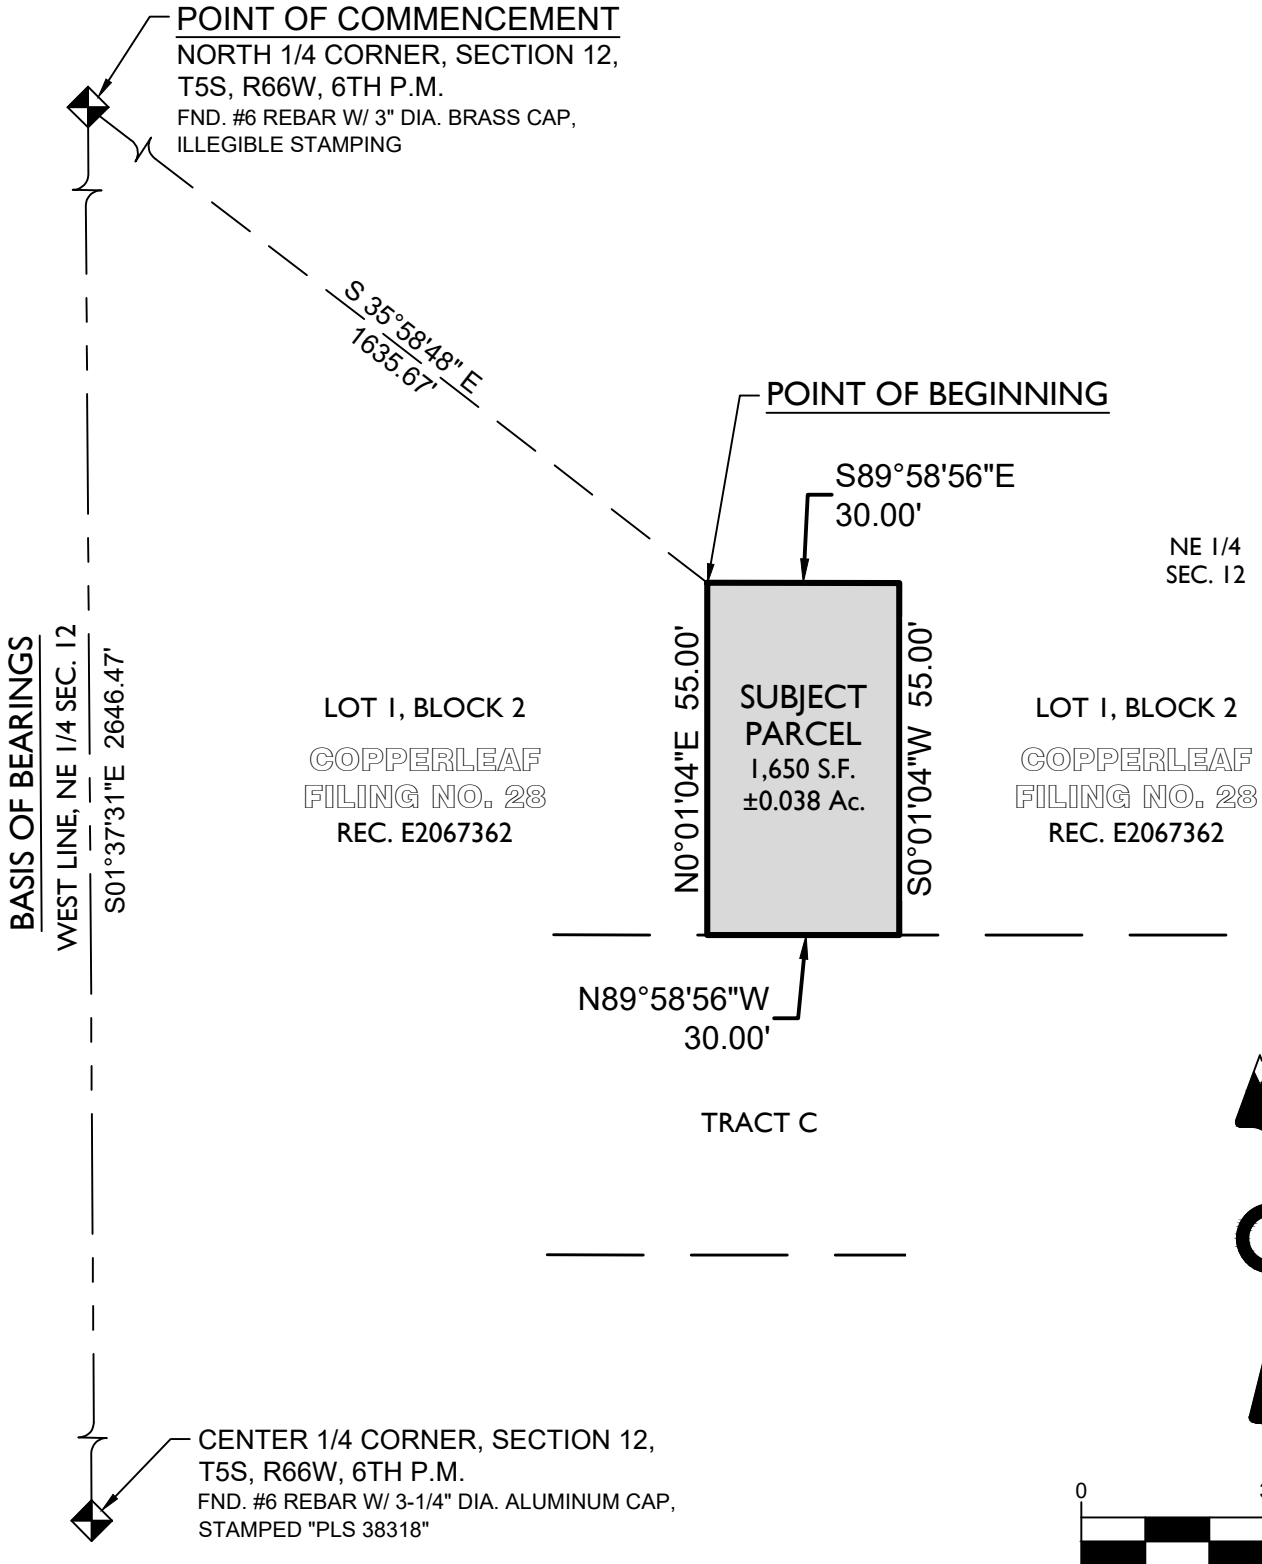 POINT OF COMMENCEMENT
NORTH 1/4 CORNER, SECTION 12,
T5S, R66W, 6TH P.M.
FND. #6 REBAR W/ 3" DIA. BRASS CAP,
ILLEGIBLE STAMPING
S 35°58'48" E
1635.67'
POINT OF BEGINNING
S89°58'56"E
30.00'
NE 1/4
SEC. 12
BASIS OF BEARINGS
WEST LINE, NE 1/4 SEC. 12
S01°37'31"E 2646.47'
LOT 1, BLOCK 2
COPPERLEAF
FILING NO. 28
REC. E2067362
N0°01'04"E 55.00'
SUBJECT
PARCEL
1,650 S.F.
±0.038 Ac.
S0°01'04"W 55.00'
LOT 1, BLOCK 2
COPPERLEAF
FILING NO. 28
REC. E2067362
N89°58'56"W
30.00'
TRACT C
CENTER 1/4 CORNER, SECTION 12,
T5S, R66W, 6TH P.M.
FND. #6 REBAR W/ 3-1/4" DIA. ALUMINUM CAP,
STAMPED "PLS 38318"
0